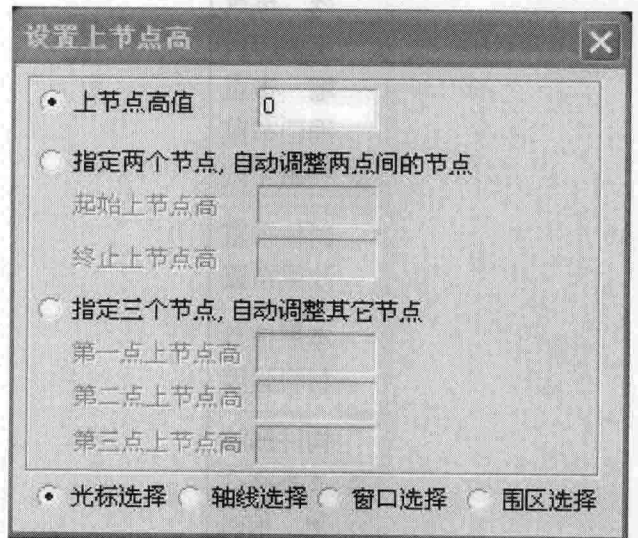 设置上节点高
上节点高值 0
指定两个节点,自动调整两点间的节点
起始上节点高
终止上节点高
指定三个节点,自动调整其它节点
第一点上节点高
第二点上节点高
第三点上节点高
光标选择 轴线选择 窗口选择 围区选择